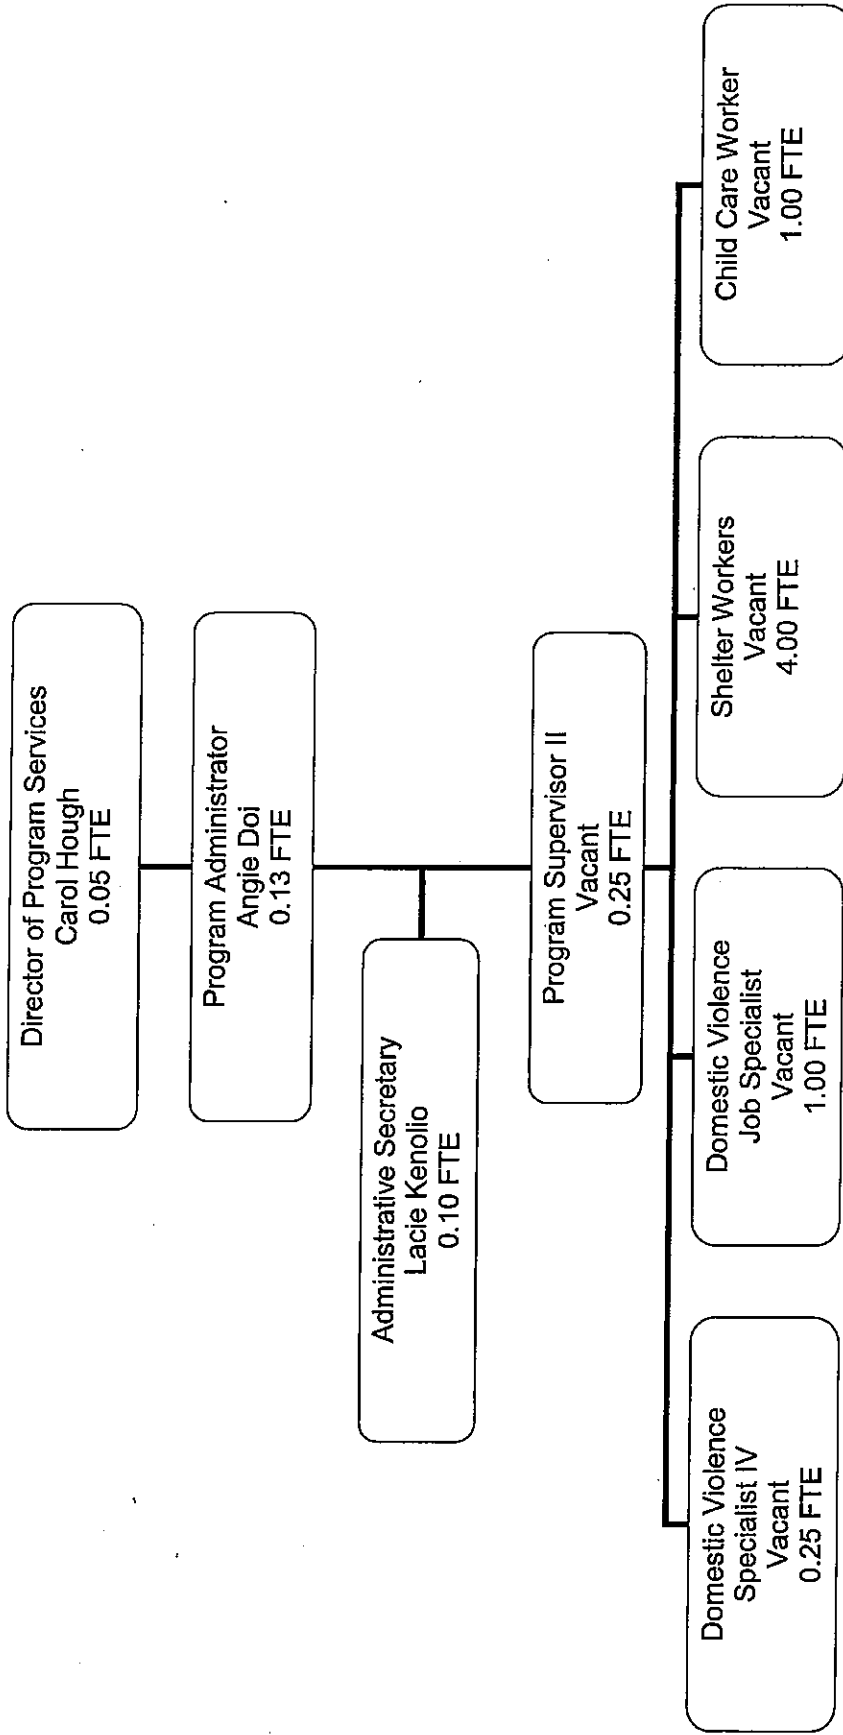 Director of Program Services
Carol Hough
0.05 FTE
Program Administrator
Angie Doi
0.13 FTE
Administrative Secretary
Lacie Kenolio
0.10 FTE
Program Supervisor II
Vacant
0.25 FTE
Domestic Violence
Specialist IV
Vacant
0.25 FTE
Domestic Violence
Job Specialist
Vacant
1.00 FTE
Shelter Workers
Vacant
4.00 FTE
Child Care Worker
Vacant
1.00 FTE